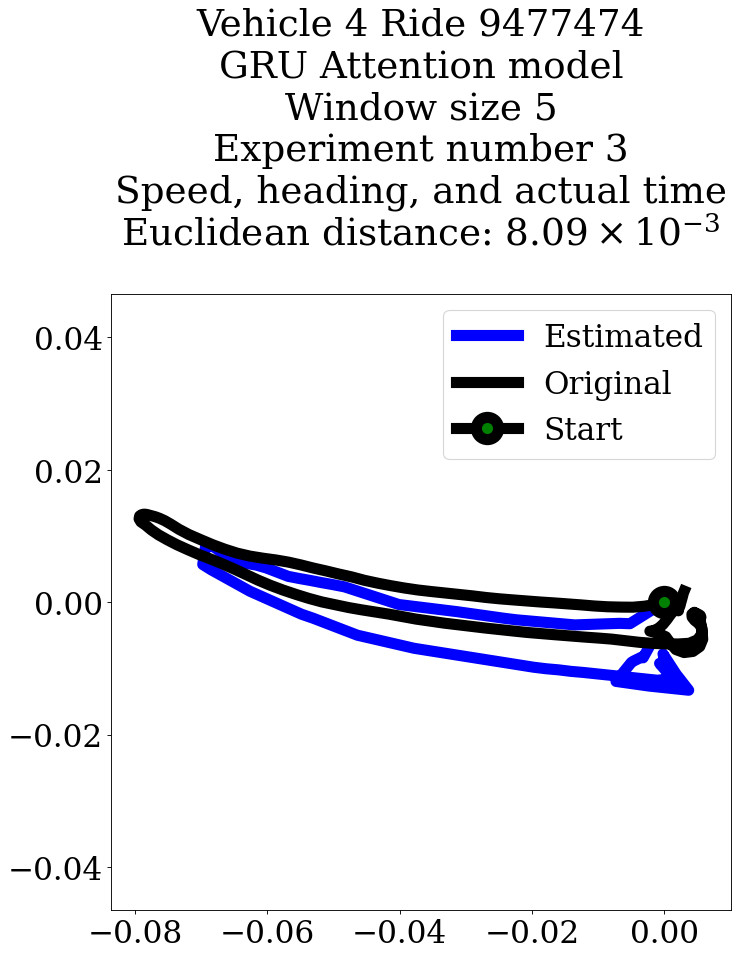 Vehicle 4 Ride 9477474
GRU Attention model
Window size 5
Experiment number 3
Speed, heading, and actual time
Euclidean distance: 8.09 × 10⁻³
Estimated
Original
Start
0.04
0.02
0.00
−0.02
−0.04
−0.08 −0.06 −0.04 −0.02 0.00